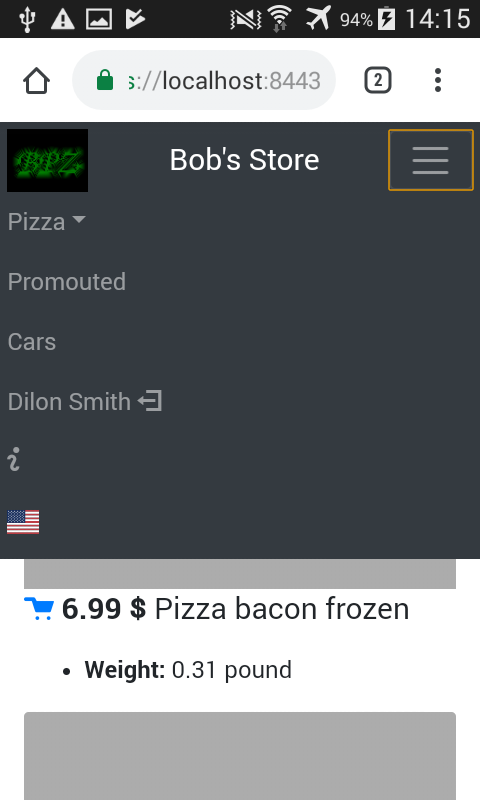 94% 14:15
s://localhost:8443 2
BPZ Bob's Store
Pizza
Promouted
Cars
Dilon Smith
i
6.99 $ Pizza bacon frozen
• Weight: 0.31 pound